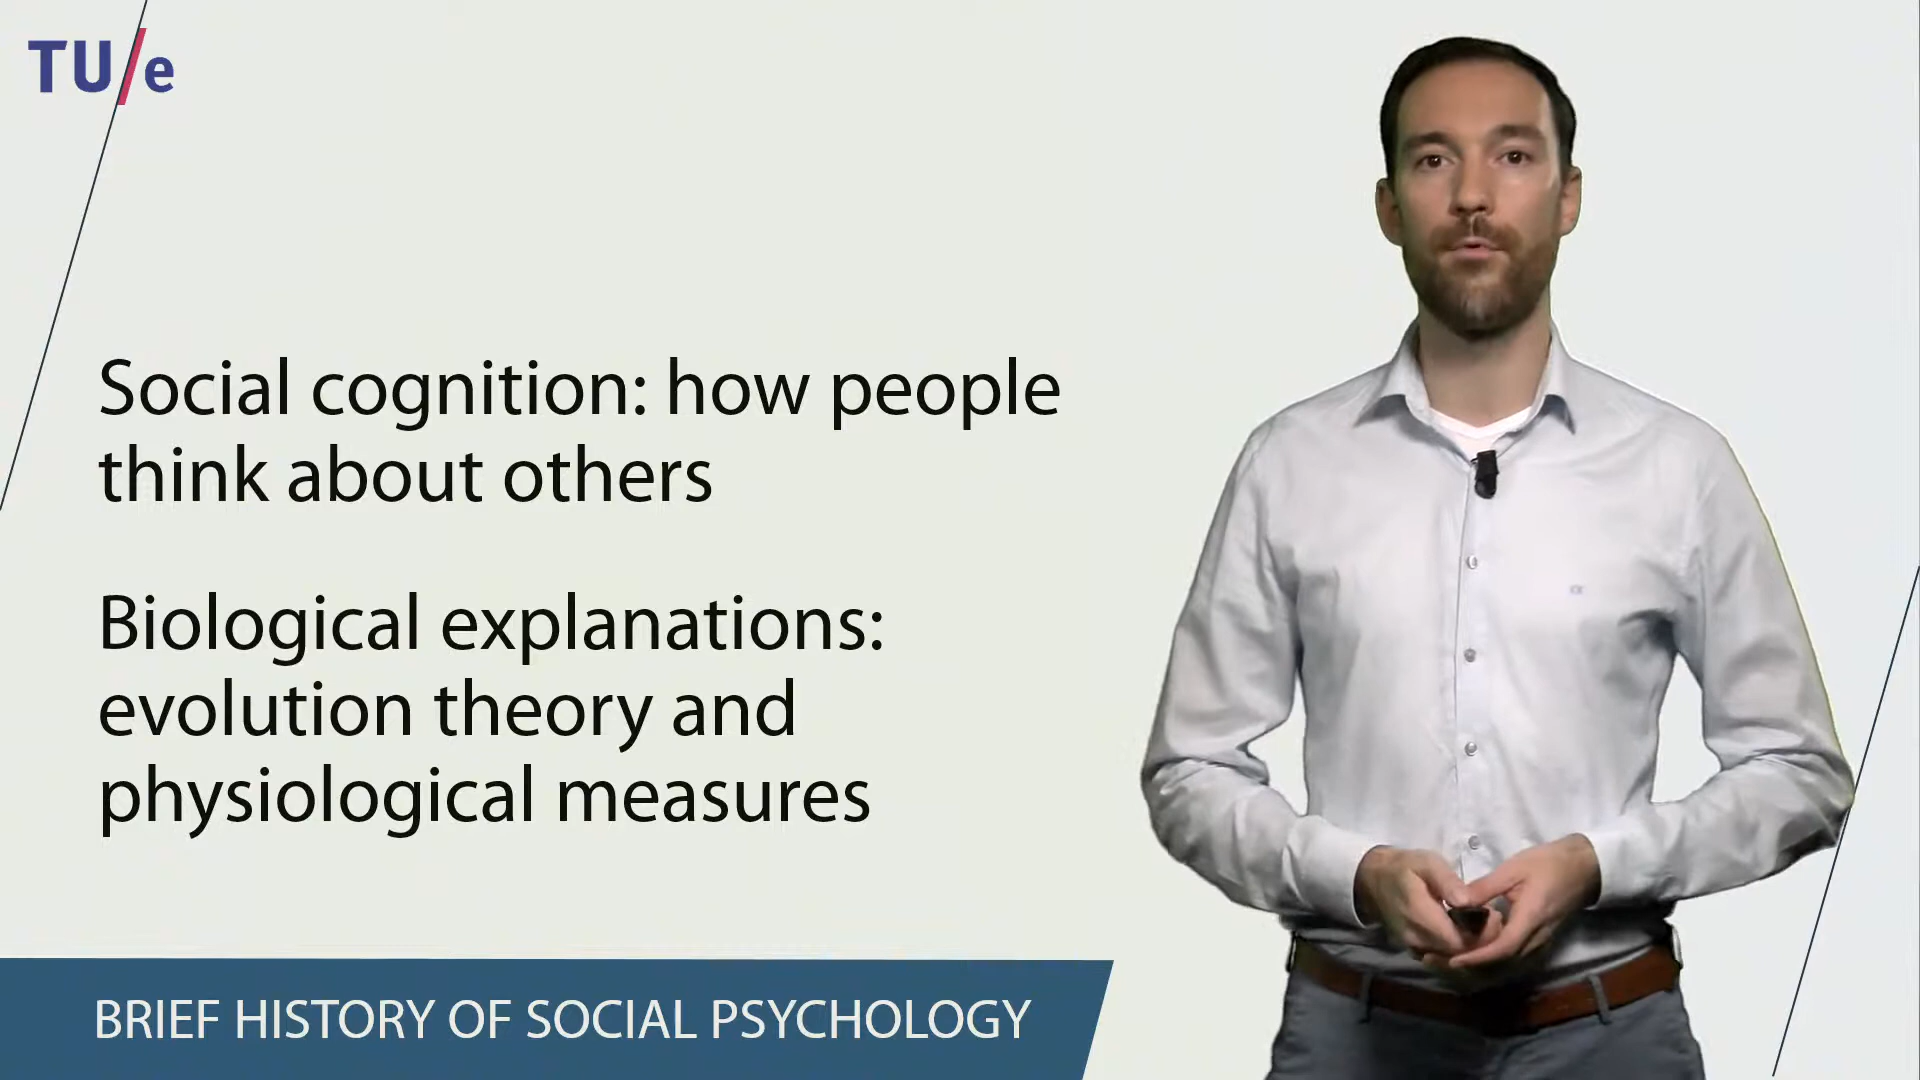 TU/e
Social cognition: how people
think about others
Biological explanations:
evolution theory and
physiological measures
BRIEF HISTORY OF SOCIAL PSYCHOLOGY